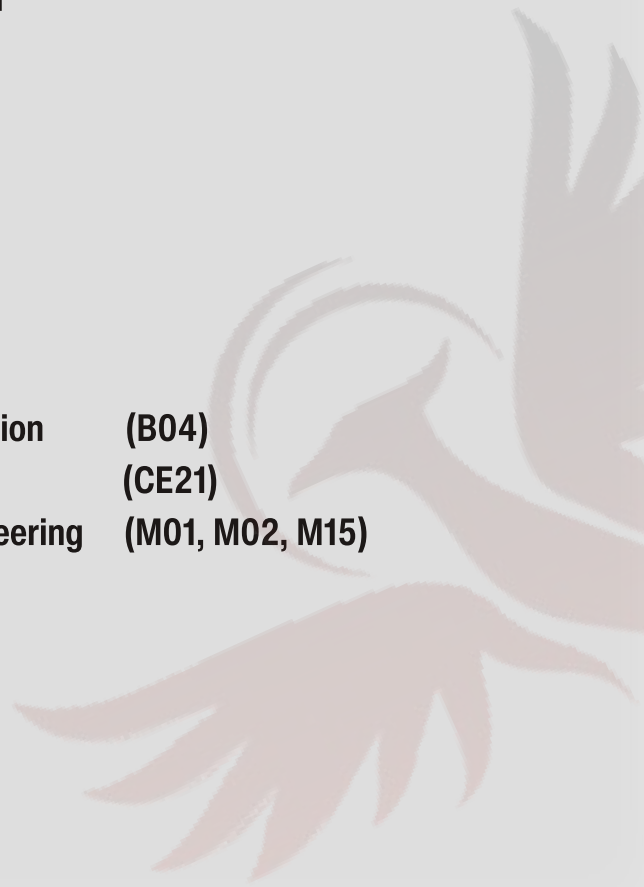 ion (B04)
(CE21)
eering (M01, M02, M15)